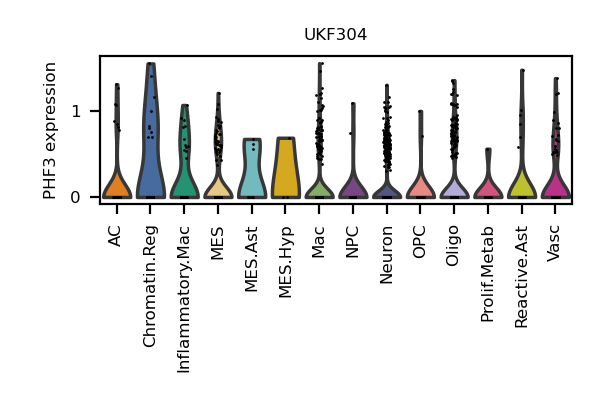 UKF304
PHF3 expression
1
0
AC
Chromatin.Reg
Inflammatory.Mac
MES
MES.Ast
MES.Hyp
Mac
NPC
Neuron
OPC
Oligo
Prolif.Metab
Reactive.Ast
Vasc